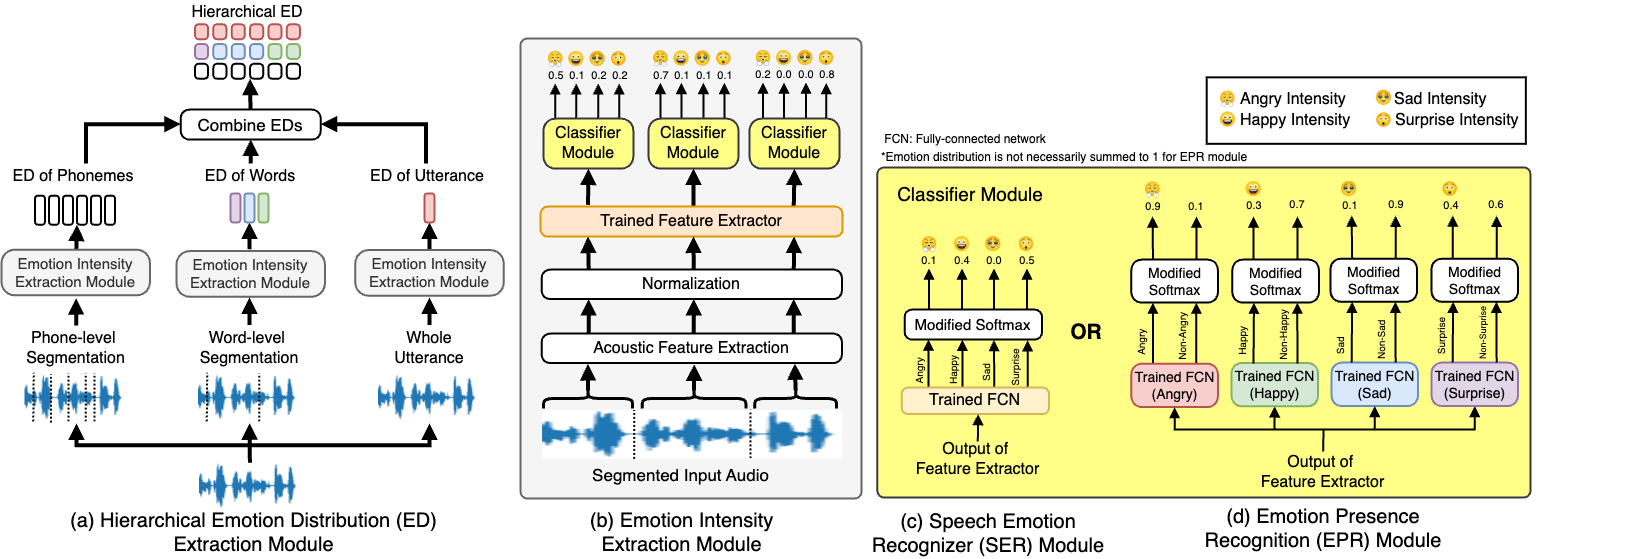 Hierarchical ED
Combine EDs
ED of Phonemes
ED of Words
ED of Utterance
Emotion Intensity
Extraction Module
Emotion Intensity
Extraction Module
Emotion Intensity
Extraction Module
Phone-level
Segmentation
Word-level
Segmentation
Whole
Utterance
(a) Hierarchical Emotion Distribution (ED)
Extraction Module
0.5 0.1 0.2 0.2
0.7 0.1 0.1 0.1
0.2 0.0 0.0 0.8
Classifier
Module
Classifier
Module
Classifier
Module
Trained Feature Extractor
Normalization
Acoustic Feature Extraction
Segmented Input Audio
(b) Emotion Intensity
Extraction Module
Angry Intensity
Sad Intensity
Happy Intensity
Surprise Intensity
FCN: Fully-connected network
*Emotion distribution is not necessarily summed to 1 for EPR module
Classifier Module
0.1 0.4 0.0 0.5
Modified Softmax
Angry
Happy
Sad
Surprise
Trained FCN
Output of
Feature Extractor
(c) Speech Emotion
Recognizer (SER) Module
OR
0.9 0.1
0.3 0.7
0.1 0.9
0.4 0.6
Modified
Softmax
Modified
Softmax
Modified
Softmax
Modified
Softmax
Angry
Non-Angry
Happy
Non-Happy
Sad
Non-Sad
Surprise
Non-Surprise
Trained FCN
(Angry)
Trained FCN
(Happy)
Trained FCN
(Sad)
Trained FCN
(Surprise)
Output of
Feature Extractor
(d) Emotion Presence
Recognition (EPR) Module